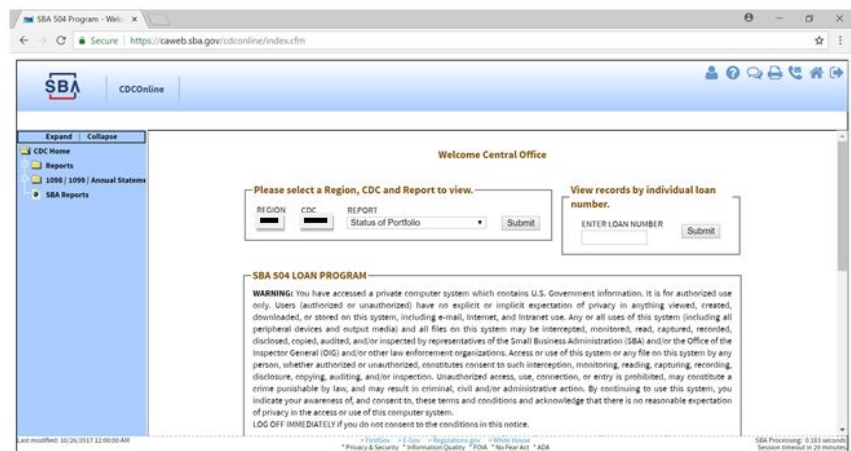 SBA 504 Program - Welc
Secure | https://caweb.sba.gov/cdconline/index.cfm
SBA
CDCOnline
Expand | Collapse
CDC Home
Reports
1098 / 1099 / Annual Stateme
SBA Reports
Welcome Central Office
Please select a Region, CDC and Report to view.
REGION CDC REPORT
Status of Portfolio
Submit
View records by individual loan
number.
ENTER LOAN NUMBER
Submit
SBA 504 LOAN PROGRAM
WARNING: You have accessed a private computer system which contains U.S. Government information. It is for authorized use
only. Users (authorized or unauthorized) have no explicit or implicit expectation of privacy in anything viewed, created,
downloaded, or stored on this system, including e-mail, Internet, and Intranet use. Any or all uses of this system (including all
peripheral devices and output media) and all files on this system may be intercepted, monitored, read, captured, recorded,
disclosed, copied, audited, and/or inspected by representatives of the Small Business Administration (SBA) and/or the Office of the
Inspector General (OIG) and/or other law enforcement organizations. Access or use of this system or any file on this system by any
person, whether authorized or unauthorized, constitutes consent to such interception, monitoring, reading, capturing, recording,
disclosure, copying, auditing, and/or inspection. Unauthorized access, use, connection, or entry is prohibited, may constitute a
crime punishable by law, and may result in criminal, civil and/or administrative action. By continuing to use this system, you
indicate your awareness of, and consent to, these terms and conditions and acknowledge that there is no reasonable expectation
of privacy in the access or use of this computer system.
LOG OFF IMMEDIATELY if you do not consent to the conditions in this notice.
Last modified: 10/26/2017 12:00:00 AM
* FirstGov * E-Gov * Regulations.gov * White House
* Privacy & Security * Information Quality * FOIA * No Fear Act * ADA
SBA Processing: 0.183 seconds
Session timeout in 29 minutes